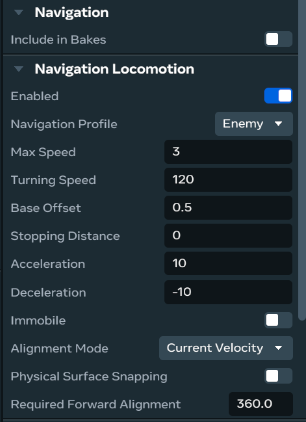 Navigation
Include in Bakes
Navigation Locomotion
Enabled
Navigation Profile Enemy
Max Speed 3
Turning Speed 120
Base Offset 0.5
Stopping Distance 0
Acceleration 10
Deceleration -10
Immobile
Alignment Mode Current Velocity
Physical Surface Snapping
Required Forward Alignment 360.0